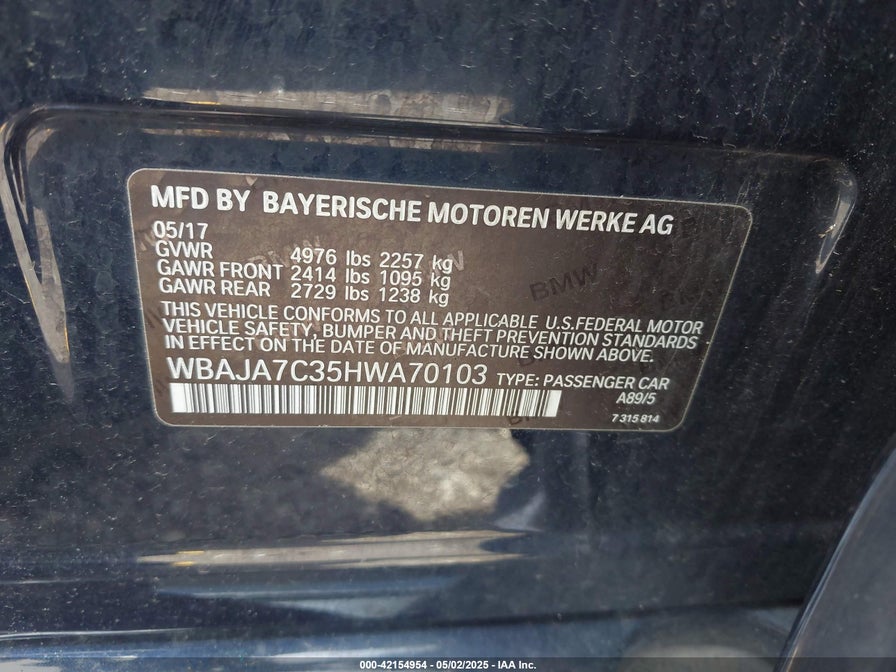 MFD BY BAYERISCHE MOTOREN WERKE AG
05/17
GVWR 4976 lbs 2257 kg
GAWR FRONT 2414 lbs 1095 kg
GAWR REAR 2729 lbs 1238 kg
THIS VEHICLE CONFORMS TO ALL APPLICABLE U.S.FEDERAL MOTOR
VEHICLE SAFETY, BUMPER AND THEFT PREVENTION STANDARDS
IN EFFECT ON THE DATE OF MANUFACTURE SHOWN ABOVE.
WBAJA7C35HWA70103 TYPE: PASSENGER CAR
A89/5
7 315 814
BMW
000-42154954 - 05/02/2025 - IAA Inc.